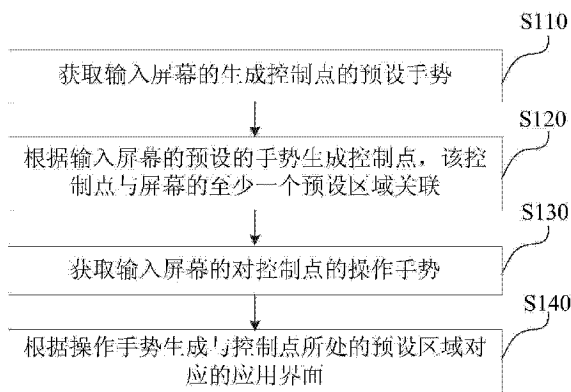 S110
获取输入屏幕的生成控制点的预设手势
S120
根据输入屏幕的预设的手势生成控制点，该控
制点与屏幕的至少一个预设区域关联
S130
获取输入屏幕的对控制点的操作手势
S140
根据操作手势生成与控制点所处的预设区域对
应的应用界面